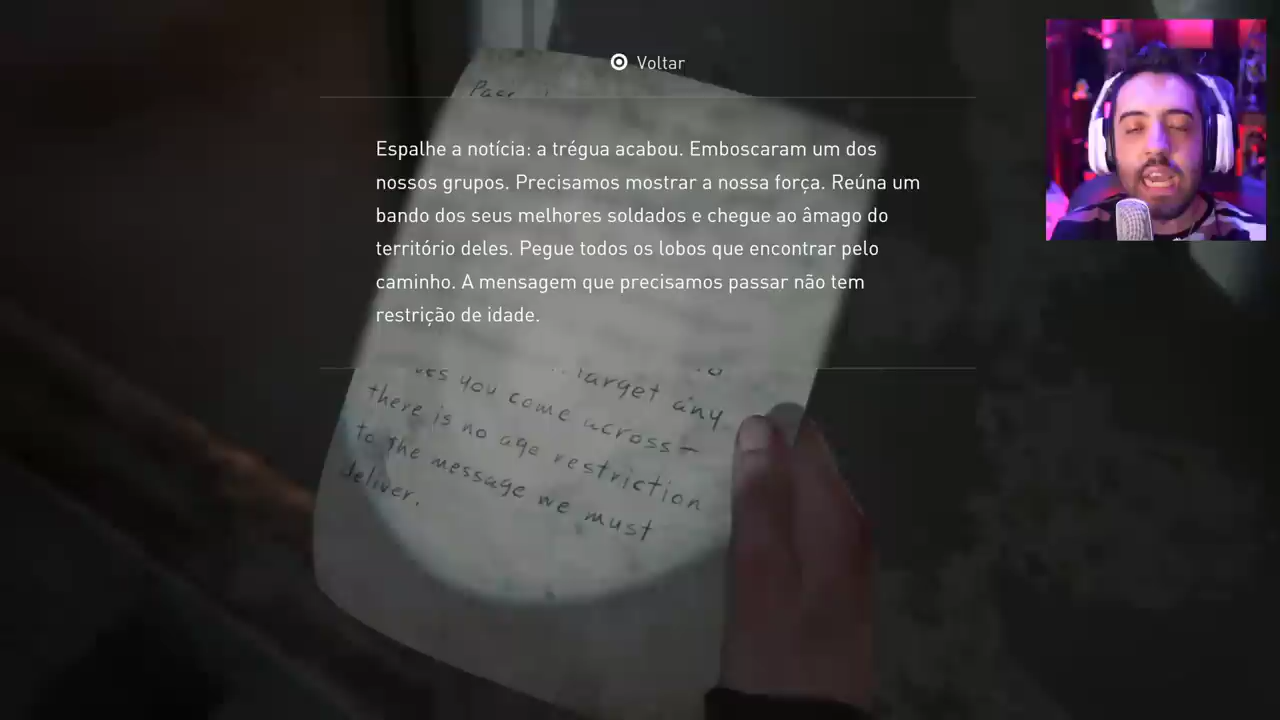 Voltar
Espalhe a notícia: a trégua acabou. Emboscaram um dos
nossos grupos. Precisamos mostrar a nossa força. Reúna um
bando dos seus melhores soldados e chegue ao âmago do
território deles. Pegue todos os lobos que encontrar pelo
caminho. A mensagem que precisamos passar não tem
restrição de idade.
Target any
you come across—
there is no age restriction
to the message we must
deliver.